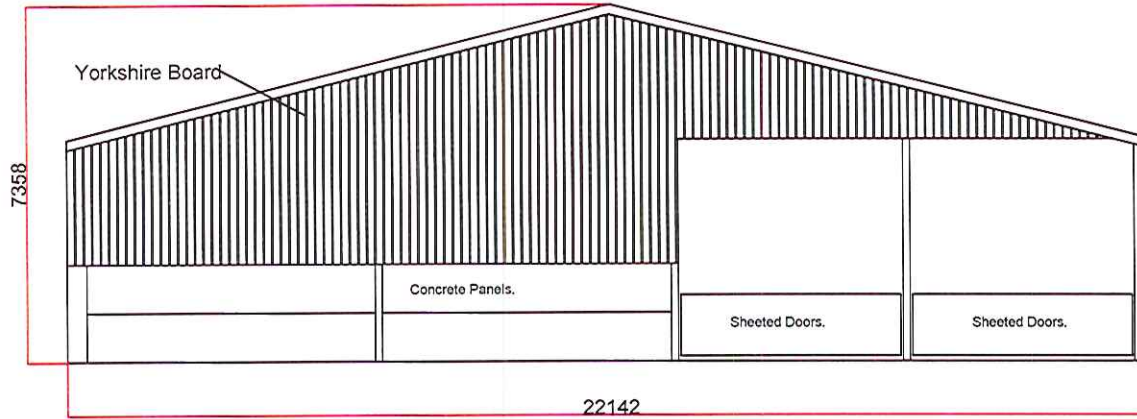 Yorkshire Board
7358
Concrete Panels.
Sheeted Doors.
Sheeted Doors.
22142